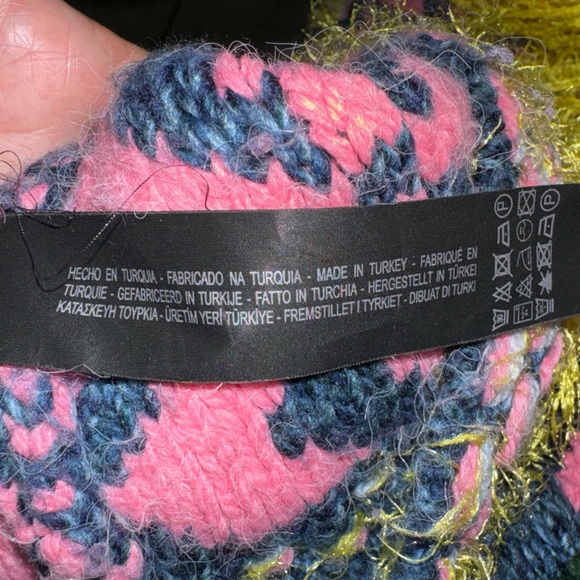 HECHO EN TURQUIA - FABRICADO NA TURQUIA - MADE IN TURKEY - FABRIQUÉ EN
TURQUIE - GEFABRICEERD IN TURKIJE - FATTO IN TURCHIA - HERGESTELLT IN TÜRKEI
ΚΑΤΑΣΚΕΥΗ ΤΟΥΡΚΙΑ - ÜRETİM YERİ TÜRKİYE - FREMSTILLET I TYRKIET - DIBUAT DI TURKI